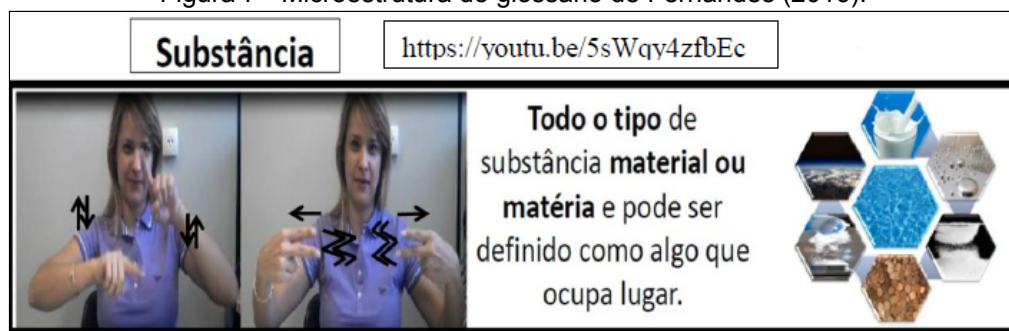 Substância
https://youtu.be/5sWqy4zfbEc
Todo o tipo de
substância material ou
matéria e pode ser
definido como algo que
ocupa lugar.